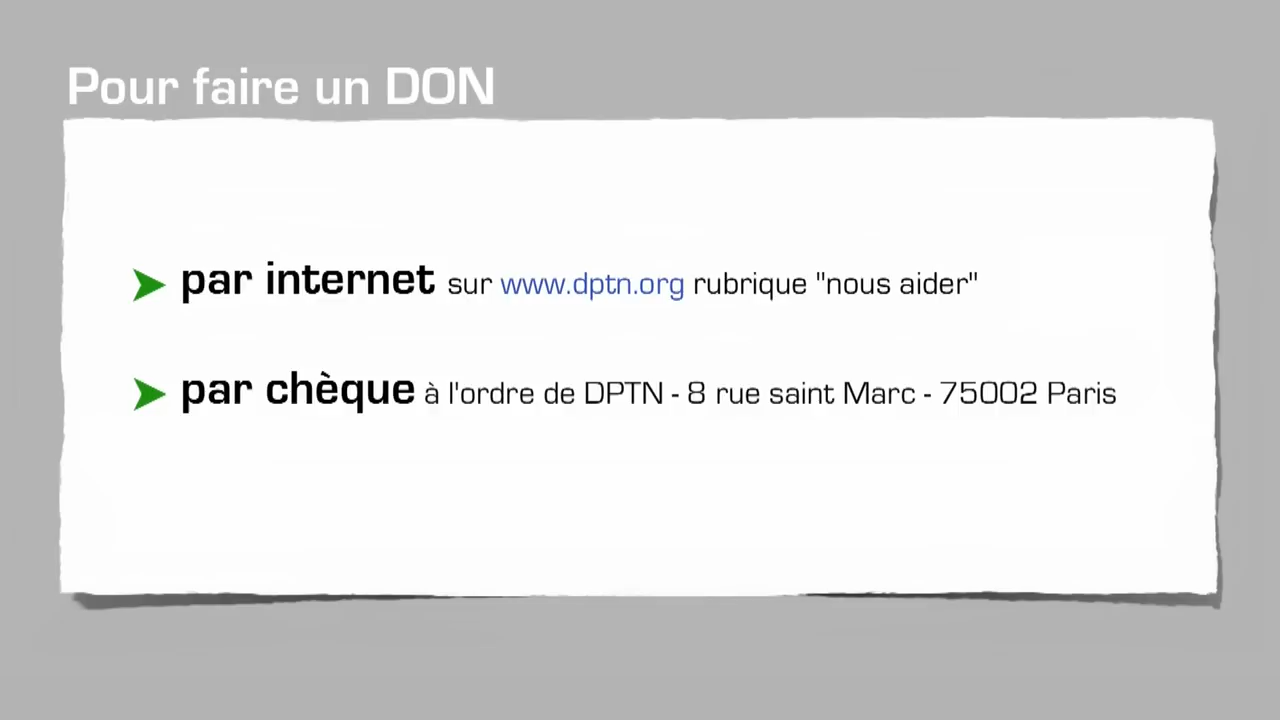 Pour faire un DON
par internet sur www.dptn.org rubrique "nous aider"
par chèque à l'ordre de DPTN - 8 rue saint Marc - 75002 Paris